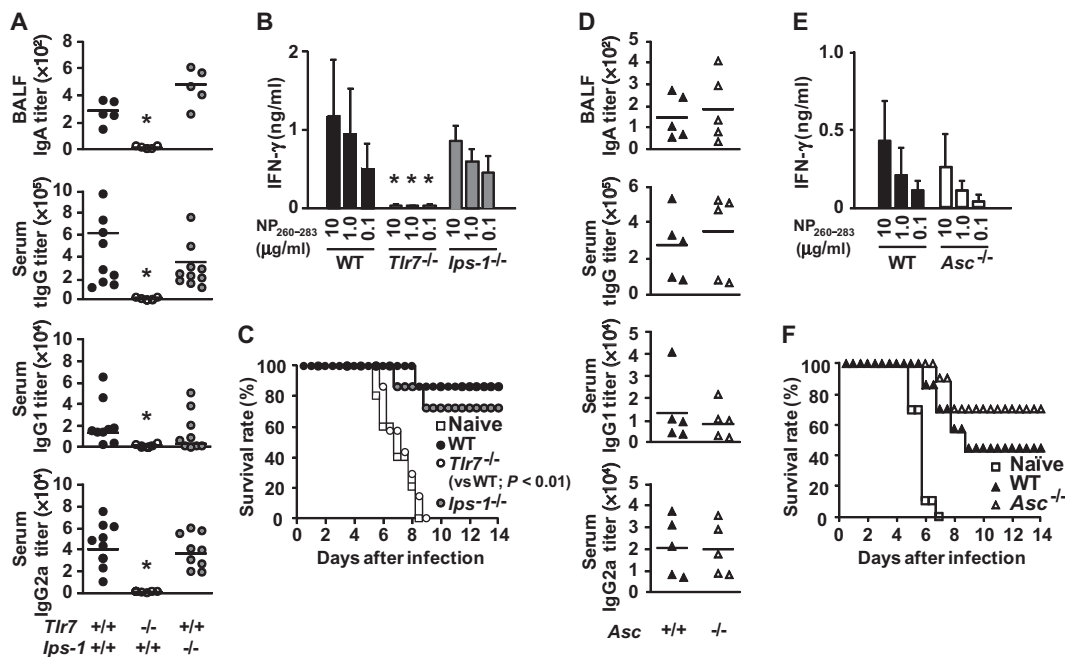 A
BALF
IgA titer (×10²)
8
6
4
2
0
*
Serum
tIgG titer (×10⁵)
10
8
6
4
2
0
*
Serum
IgG1 titer (×10⁴)
10
8
6
4
2
0
*
Serum
IgG2a titer (×10⁴)
10
8
6
4
2
0
*
Tlr7 +/+ -/- +/+
Ips-1 +/+ +/+ -/-
B
IFN-γ (ng/ml)
2
1
0
* * *
NP260–283
(µg/ml)
10 1.0 0.1 10 1.0 0.1 10 1.0 0.1
WT Tlr7-/- Ips-1-/-
C
Survival rate (%)
100
80
60
40
20
0
Naive
WT
Tlr7-/-
(vs WT; P < 0.01)
Ips-1-/-
0 2 4 6 8 10 12 14
Days after infection
D
BALF
IgA titer (×10²)
5
4
3
2
1
0
Serum
tIgG titer (×10⁵)
6
5
4
3
2
1
0
Serum
IgG1 titer (×10⁴)
5
4
3
2
1
0
Serum
IgG2a titer (×10⁴)
5
4
3
2
1
0
Asc +/+ -/-
E
IFN-γ (ng/ml)
1.0
0.5
0
NP260–283
(µg/ml)
10 1.0 0.1 10 1.0 0.1
WT Asc-/-
F
Survival rate (%)
100
80
60
40
20
0
Naïve
WT
Asc-/-
0 2 4 6 8 10 12 14
Days after infection